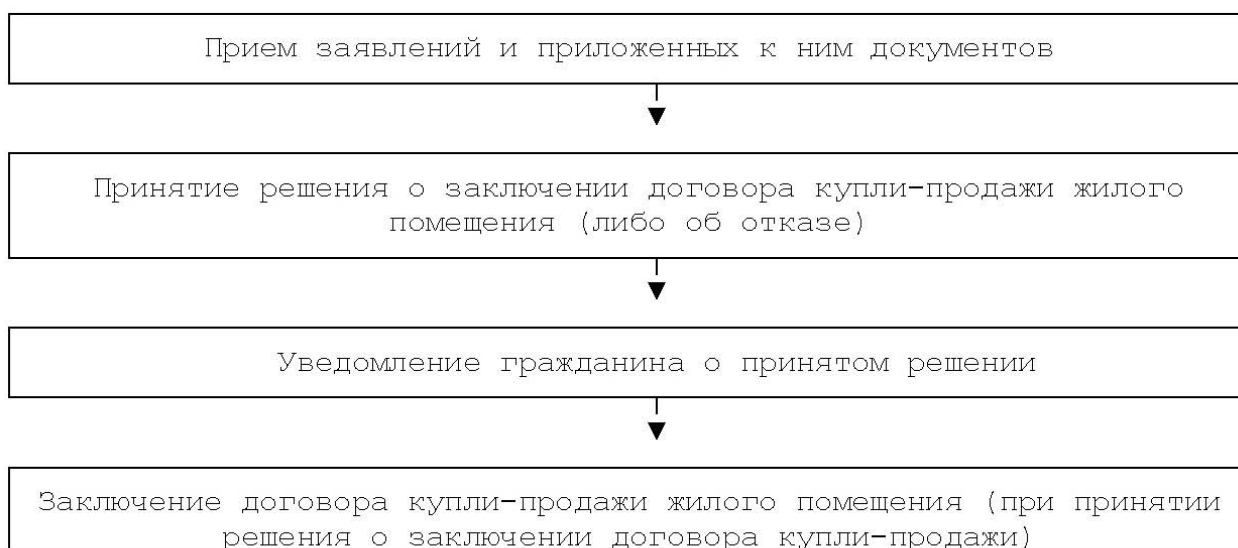 Прием заявлений и приложенных к ним документов
Принятие решения о заключении договора купли-продажи жилого
помещения (либо об отказе)
Уведомление гражданина о принятом решении
Заключение договора купли-продажи жилого помещения (при принятии
решения о заключении договора купли-продажи)